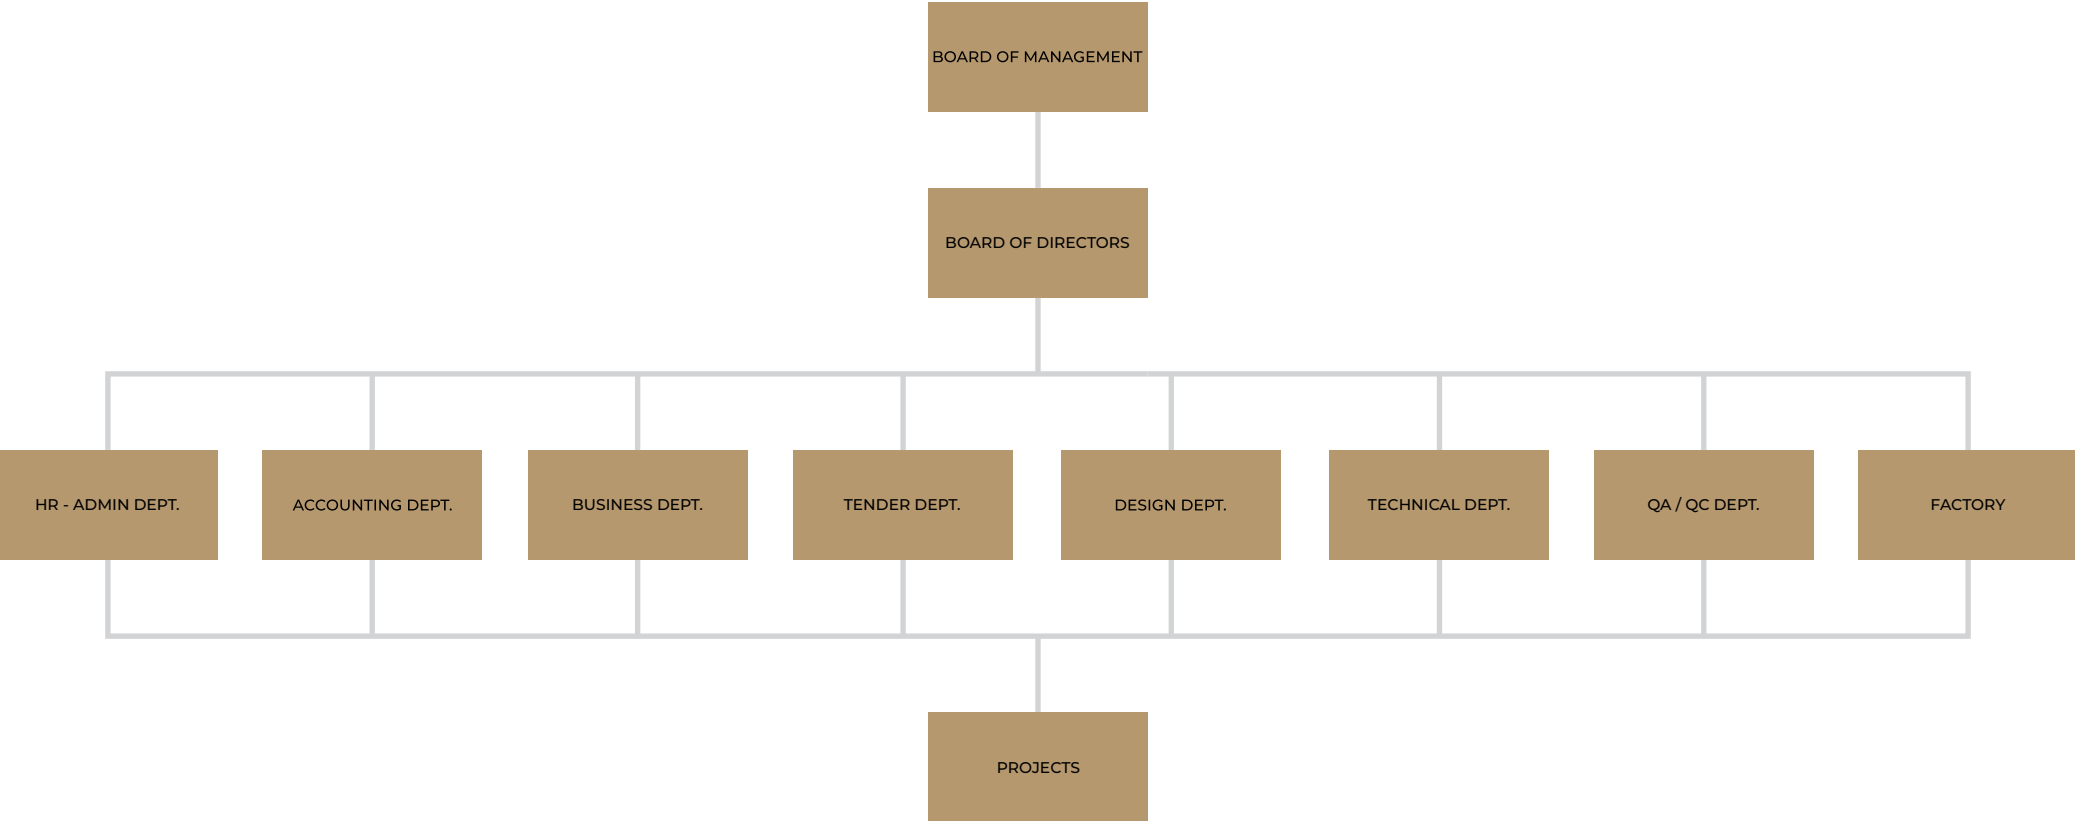 BOARD OF MANAGEMENT
BOARD OF DIRECTORS
HR - ADMIN DEPT.
ACCOUNTING DEPT.
BUSINESS DEPT.
TENDER DEPT.
DESIGN DEPT.
TECHNICAL DEPT.
QA / QC DEPT.
FACTORY
PROJECTS